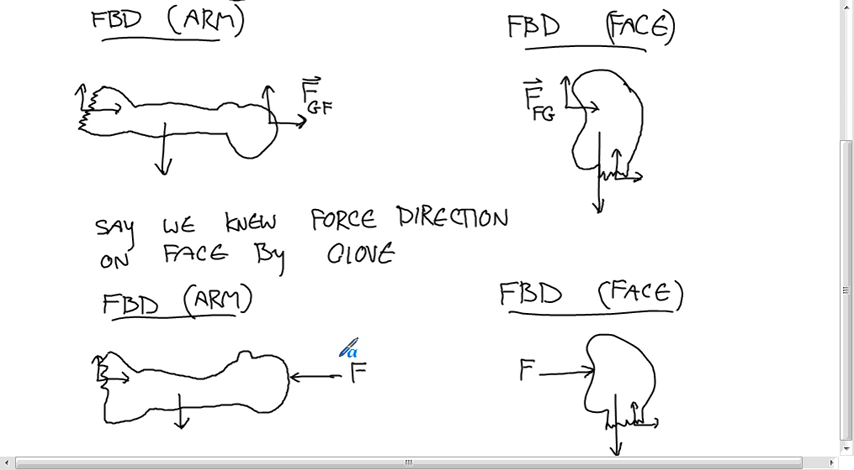 FBD (ARM)
FBD (FACE)
F GF
F FG
SAY WE KNEW FORCE DIRECTION
ON FACE By GlOVE
FBD (ARM)
FBD (FACE)
F
F